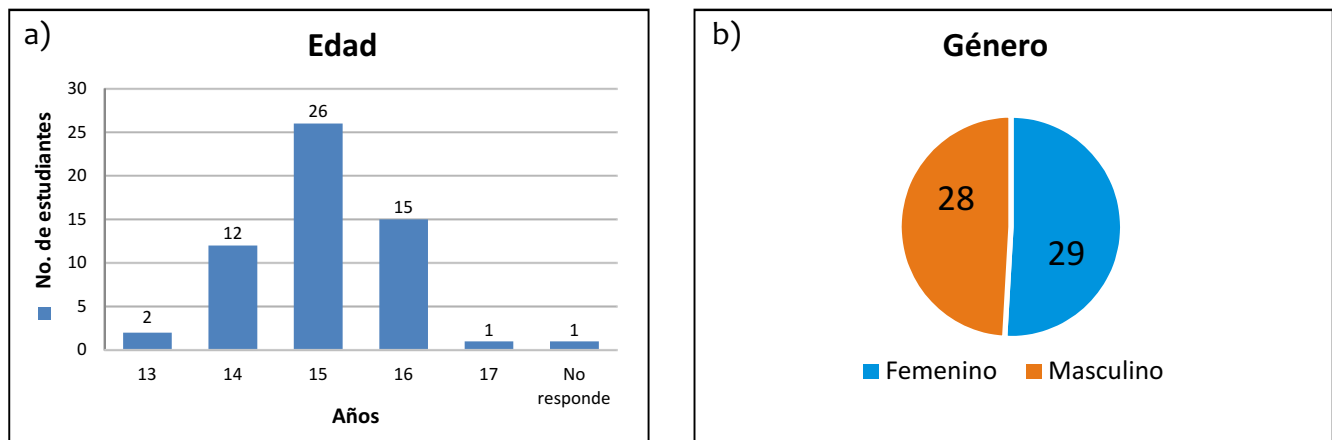 a)
Edad
No. de estudiantes
30
25
20
15
10
5
0
2
12
26
15
1
1
13
14
15
16
17
No
responde
Años
b)
Género
28
29
Femenino
Masculino